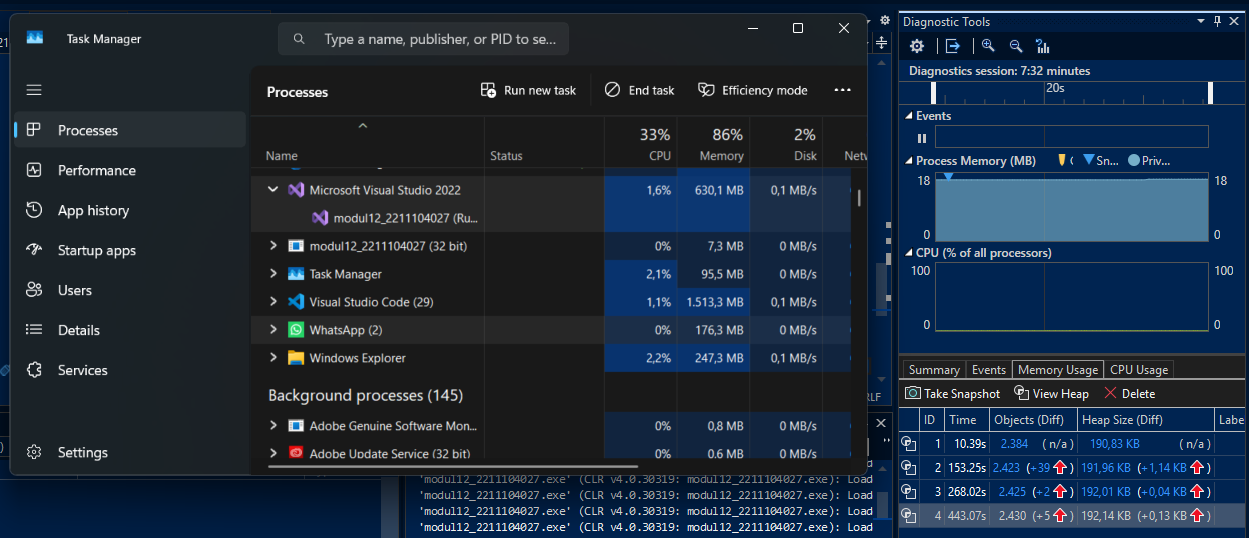 Task Manager
Type a name, publisher, or PID to se...
Processes
Performance
App history
Startup apps
Users
Details
Services
Settings
Processes
Run new task
End task
Efficiency mode
...
33% 86% 2%
Name Status CPU Memory Disk Netv
Microsoft Visual Studio 2022 1,6% 630,1 MB 0,1 MB/s
modul12_2211104027 (Ru...
modul12_2211104027 (32 bit) 0% 7,3 MB 0 MB/s
Task Manager 2,1% 95,5 MB 0 MB/s
Visual Studio Code (29) 1,1% 1.513,3 MB 0,1 MB/s
WhatsApp (2) 0% 176,3 MB 0 MB/s
Windows Explorer 2,2% 247,3 MB 0,1 MB/s
Background processes (145)
Adobe Genuine Software Mon... 0% 0,8 MB 0 MB/s
Adobe Update Service (32 bit) 0% 0,6 MB 0 MB/s
RLF
'modul12_2211104027.exe' (CLR v4.0.30319: modul12_2211104027.exe): Load
'modul12_2211104027.exe' (CLR v4.0.30319: modul12_2211104027.exe): Load
'modul12_2211104027.exe' (CLR v4.0.30319: modul12_2211104027.exe): Load
'modul12_2211104027.exe' (CLR v4.0.30319: modul12_2211104027.exe): Load
Diagnostic Tools
Diagnostics session: 7:32 minutes
20s
Events
Process Memory (MB) ( Sn... Priv...
18 18
0 0
CPU (% of all processors)
100 100
0 0
Summary Events Memory Usage CPU Usage
Take Snapshot View Heap Delete
ID Time Objects (Diff) Heap Size (Diff) Labe
1 10.39s 2.384 (n/a) 190,83 KB (n/a)
2 153.25s 2.423 (+39 ) 191,96 KB (+1,14 KB )
3 268.02s 2.425 (+2 ) 192,01 KB (+0,04 KB )
4 443.07s 2.430 (+5 ) 192,14 KB (+0,13 KB )